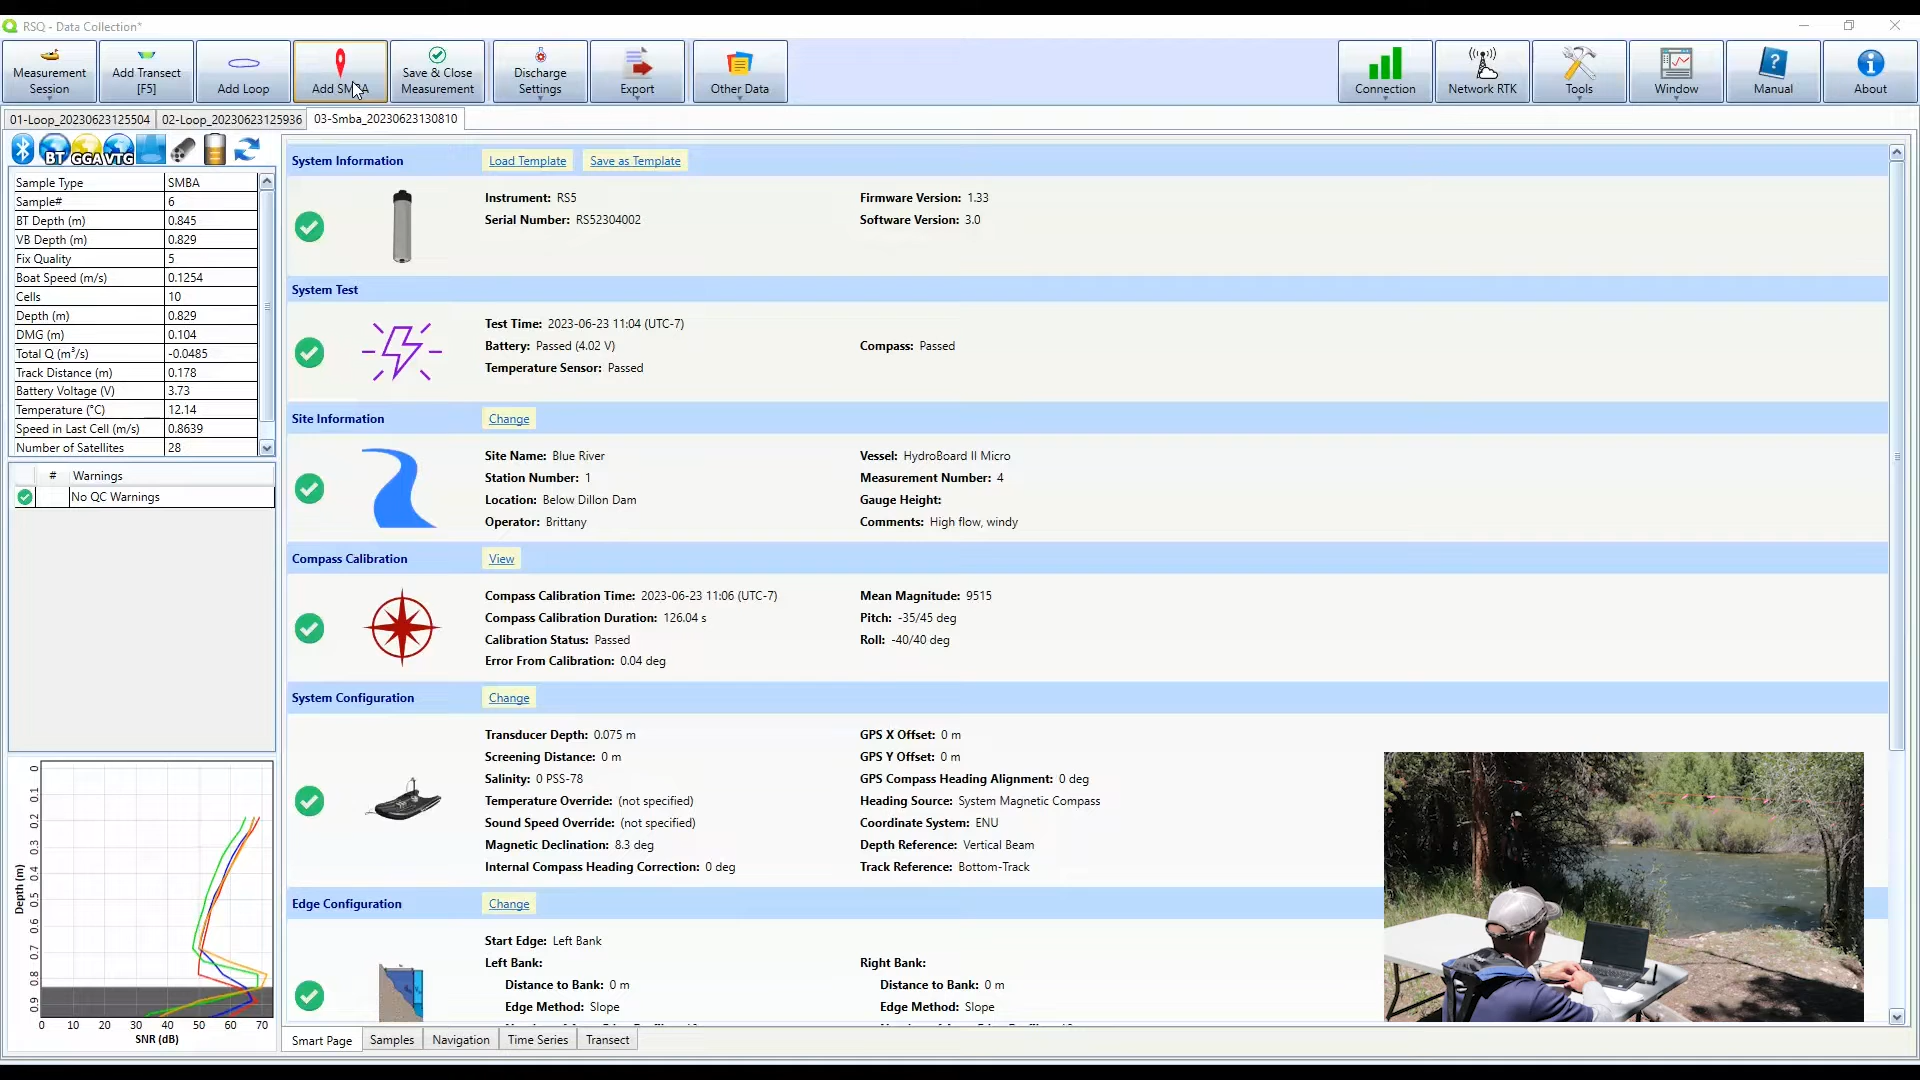 RSQ - Data Collection*
Measurement Session
Add Transect [F5]
Add Loop
Add SMBA
Save & Close Measurement
Discharge Settings
Export
Other Data
Connection
Network RTK
Tools
Window
Manual
About
01-Loop_20230623125504
02-Loop_20230623125936
03-Smba_20230623130810
BT GGA VTG
Sample Type SMBA
Sample# 6
BT Depth (m) 0.845
VB Depth (m) 0.829
Fix Quality 5
Boat Speed (m/s) 0.1254
Cells 10
Depth (m) 0.829
DMG (m) 0.104
Total Q (m³/s) -0.0485
Track Distance (m) 0.178
Battery Voltage (V) 3.73
Temperature (°C) 12.14
Speed in Last Cell (m/s) 0.8639
Number of Satellites 28
# Warnings
No QC Warnings
Depth (m)
0
0.1
0.2
0.3
0.4
0.5
0.6
0.7
0.8
0.9
0 10 20 30 40 50 60 70
SNR (dB)
System Information Load Template Save as Template
Instrument: RS5 Firmware Version: 1.33
Serial Number: RS52304002 Software Version: 3.0
System Test
Test Time: 2023-06-23 11:04 (UTC-7)
Battery: Passed (4.02 V) Compass: Passed
Temperature Sensor: Passed
Site Information Change
Site Name: Blue River Vessel: HydroBoard II Micro
Station Number: 1 Measurement Number: 4
Location: Below Dillon Dam Gauge Height:
Operator: Brittany Comments: High flow, windy
Compass Calibration View
Compass Calibration Time: 2023-06-23 11:06 (UTC-7) Mean Magnitude: 9515
Compass Calibration Duration: 126.04 s Pitch: -35/45 deg
Calibration Status: Passed Roll: -40/40 deg
Error From Calibration: 0.04 deg
System Configuration Change
Transducer Depth: 0.075 m GPS X Offset: 0 m
Screening Distance: 0 m GPS Y Offset: 0 m
Salinity: 0 PSS-78 GPS Compass Heading Alignment: 0 deg
Temperature Override: (not specified) Heading Source: System Magnetic Compass
Sound Speed Override: (not specified) Coordinate System: ENU
Magnetic Declination: 8.3 deg Depth Reference: Vertical Beam
Internal Compass Heading Correction: 0 deg Track Reference: Bottom-Track
Edge Configuration Change
Start Edge: Left Bank
Left Bank: Right Bank:
Distance to Bank: 0 m Distance to Bank: 0 m
Edge Method: Slope Edge Method: Slope
Smart Page Samples Navigation Time Series Transect